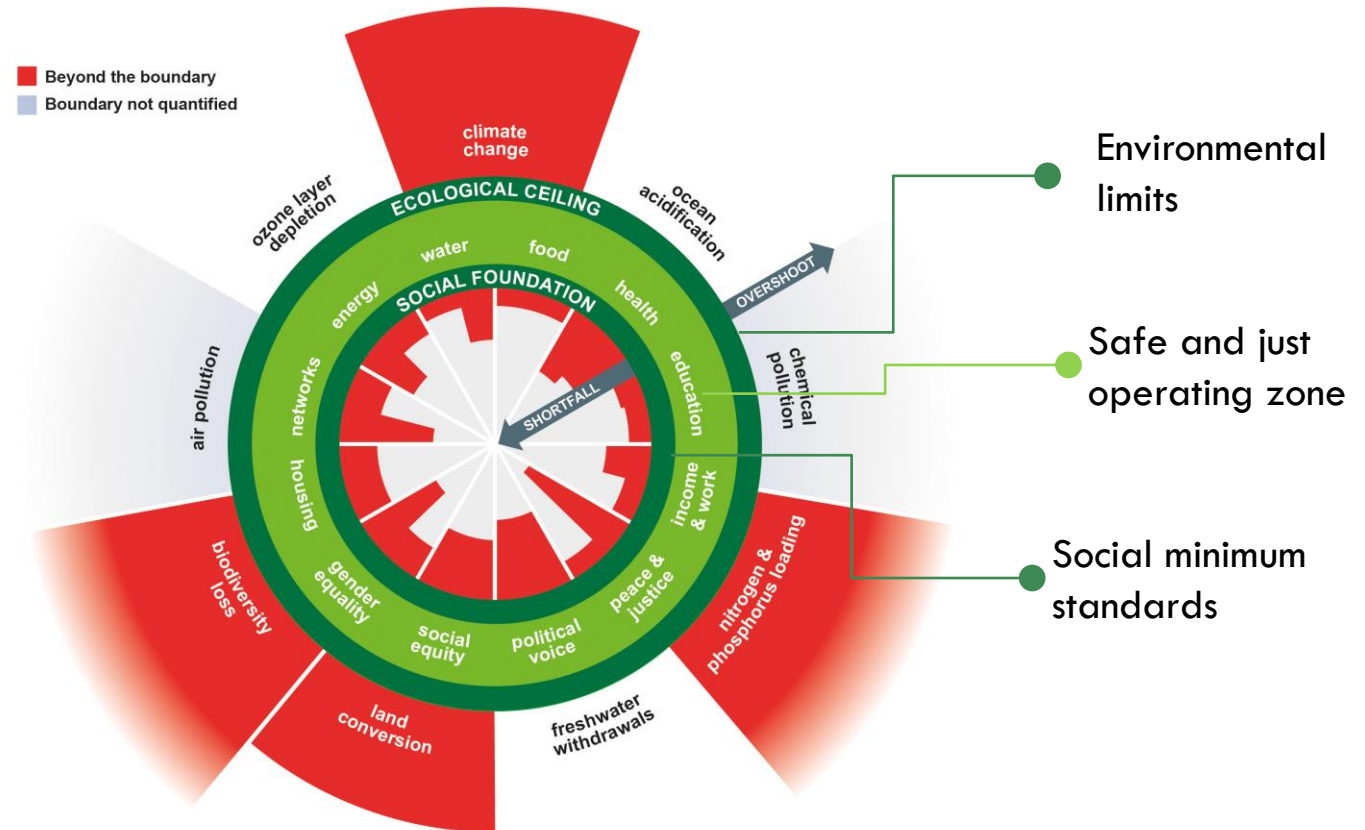 Beyond the boundary
Boundary not quantified
climate
change
ozone layer
depletion
ECOLOGICAL CEILING
ocean
acidification
Environmental
limits
water
food
energy
SOCIAL FOUNDATION
health
OVERSHOOT
air pollution
networks
SHORTFALL
education
chemical
pollution
Safe and just
operating zone
housing
income
& work
biodiversity
loss
gender
equality
social
equity
political
voice
peace &
justice
nitrogen &
phosphorus loading
Social minimum
standards
land
conversion
freshwater
withdrawals